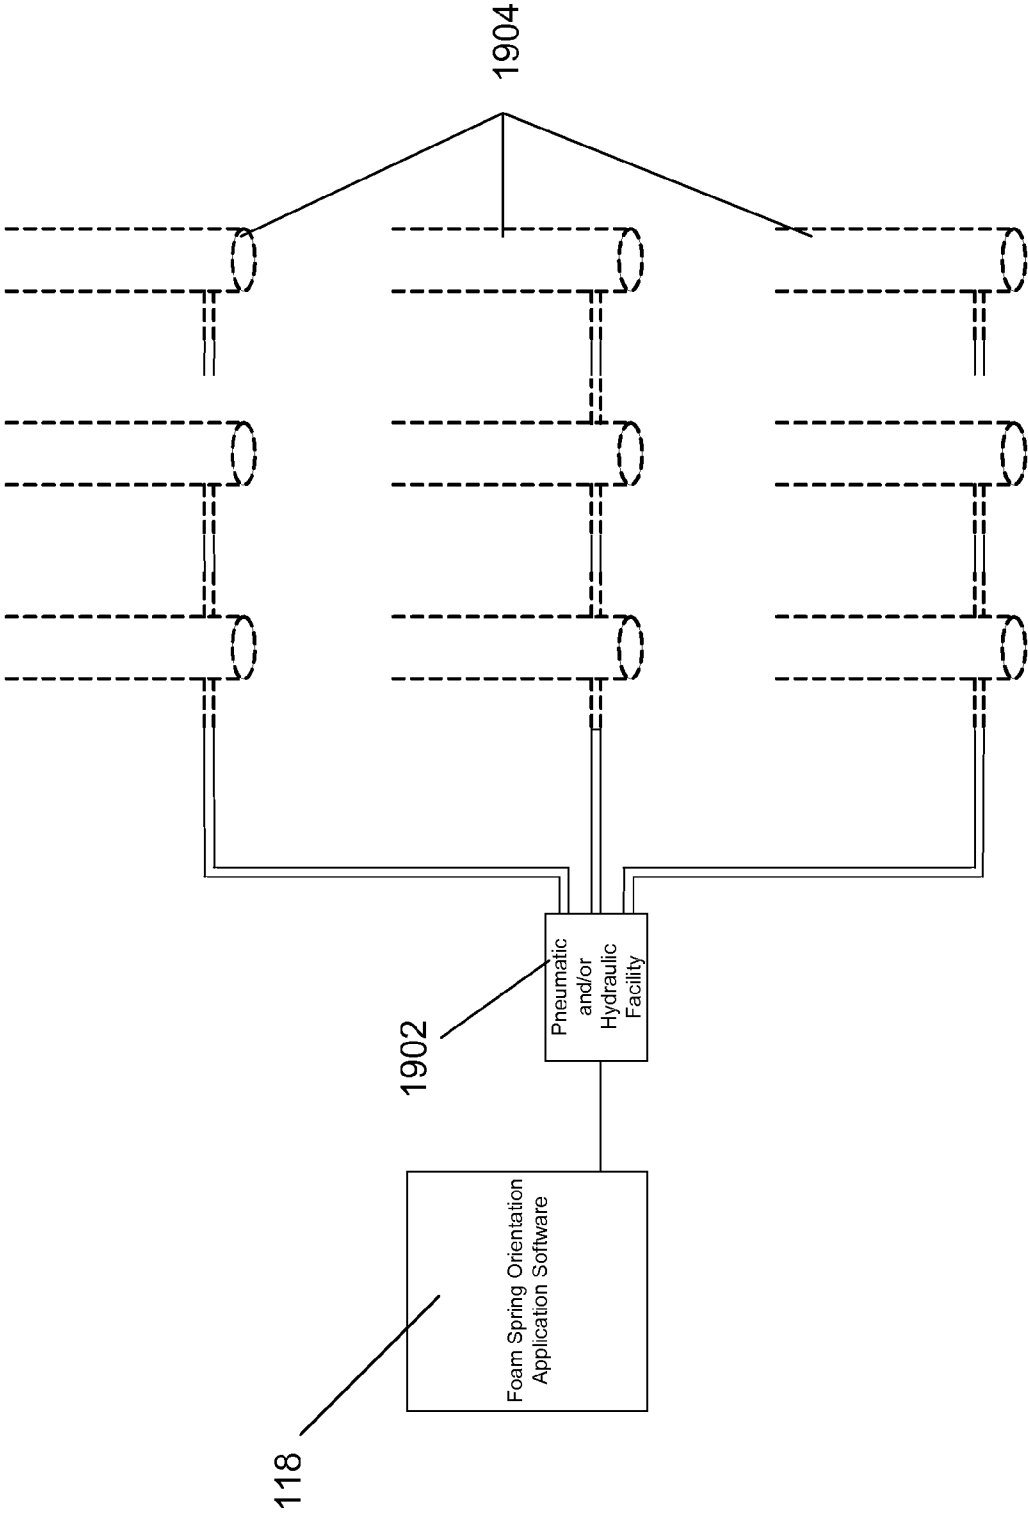 118
Foam Spring Orientation
Application Software
1902
Pneumatic
and/or
Hydraulic
Facility
1904